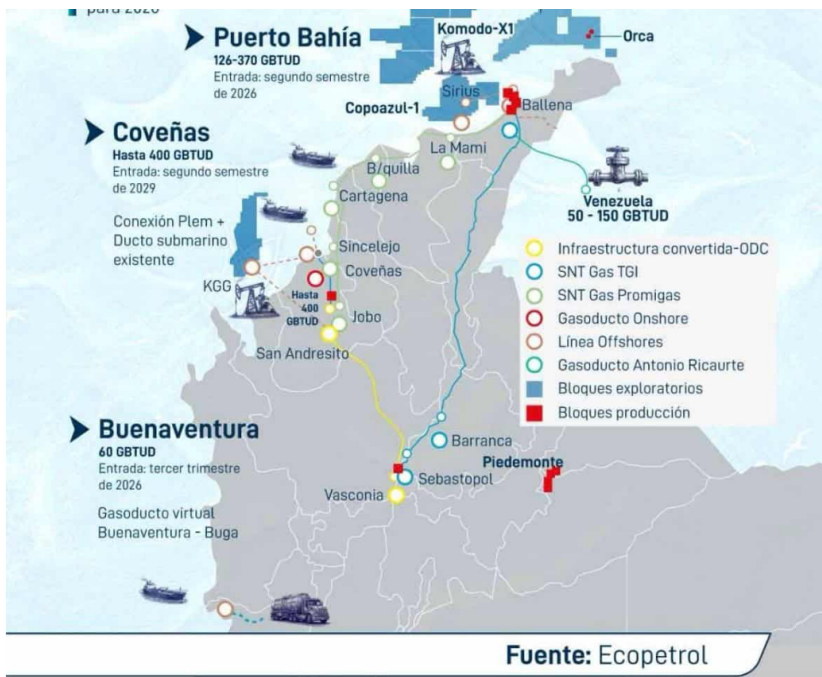 para 2026
Puerto Bahía
126-370 GBTUD
Entrada: segundo semestre
de 2026
Komodo-X1
Orca
Sirius
Copoazul-1
Ballena
Coveñas
Hasta 400 GBTUD
Entrada: segundo semestre
de 2029
Conexión Plem +
Ducto submarino
existente
La Mami
B/quilla
Cartagena
Venezuela
50 - 150 GBTUD
Sincelejo
Coveñas
KGG
Hasta
400
GBTUD
Jobo
San Andresito
Infraestructura convertida-ODC
SNT Gas TGI
SNT Gas Promigas
Gasoducto Onshore
Línea Offshores
Gasoducto Antonio Ricaurte
Bloques exploratorios
Bloques producción
Buenaventura
60 GBTUD
Entrada: tercer trimestre
de 2026
Gasoducto virtual
Buenaventura - Buga
Barranca
Piedemonte
Sebastopol
Vasconia
Fuente: Ecopetrol